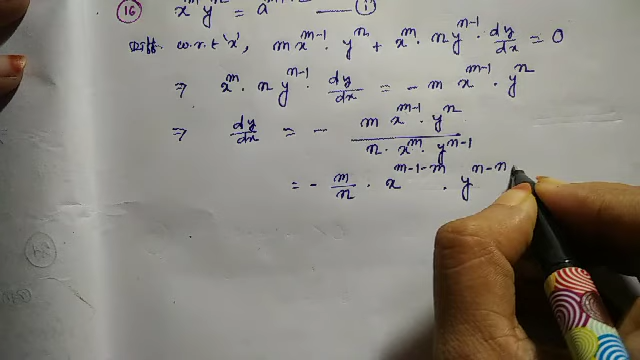 (16) x^m y^n = a^m+n —— (i)
Diff. w.r.t 'x', m x^{m-1} · y^n + x^m · n y^{n-1} · dy/dx = 0
⇒ x^m · n y^{n-1} · dy/dx = - m x^{m-1} · y^n
⇒ dy/dx = - m x^{m-1} · y^n / n · x^m · y^{n-1}
= - m/n · x^{m-1-m} · y^{n-n}